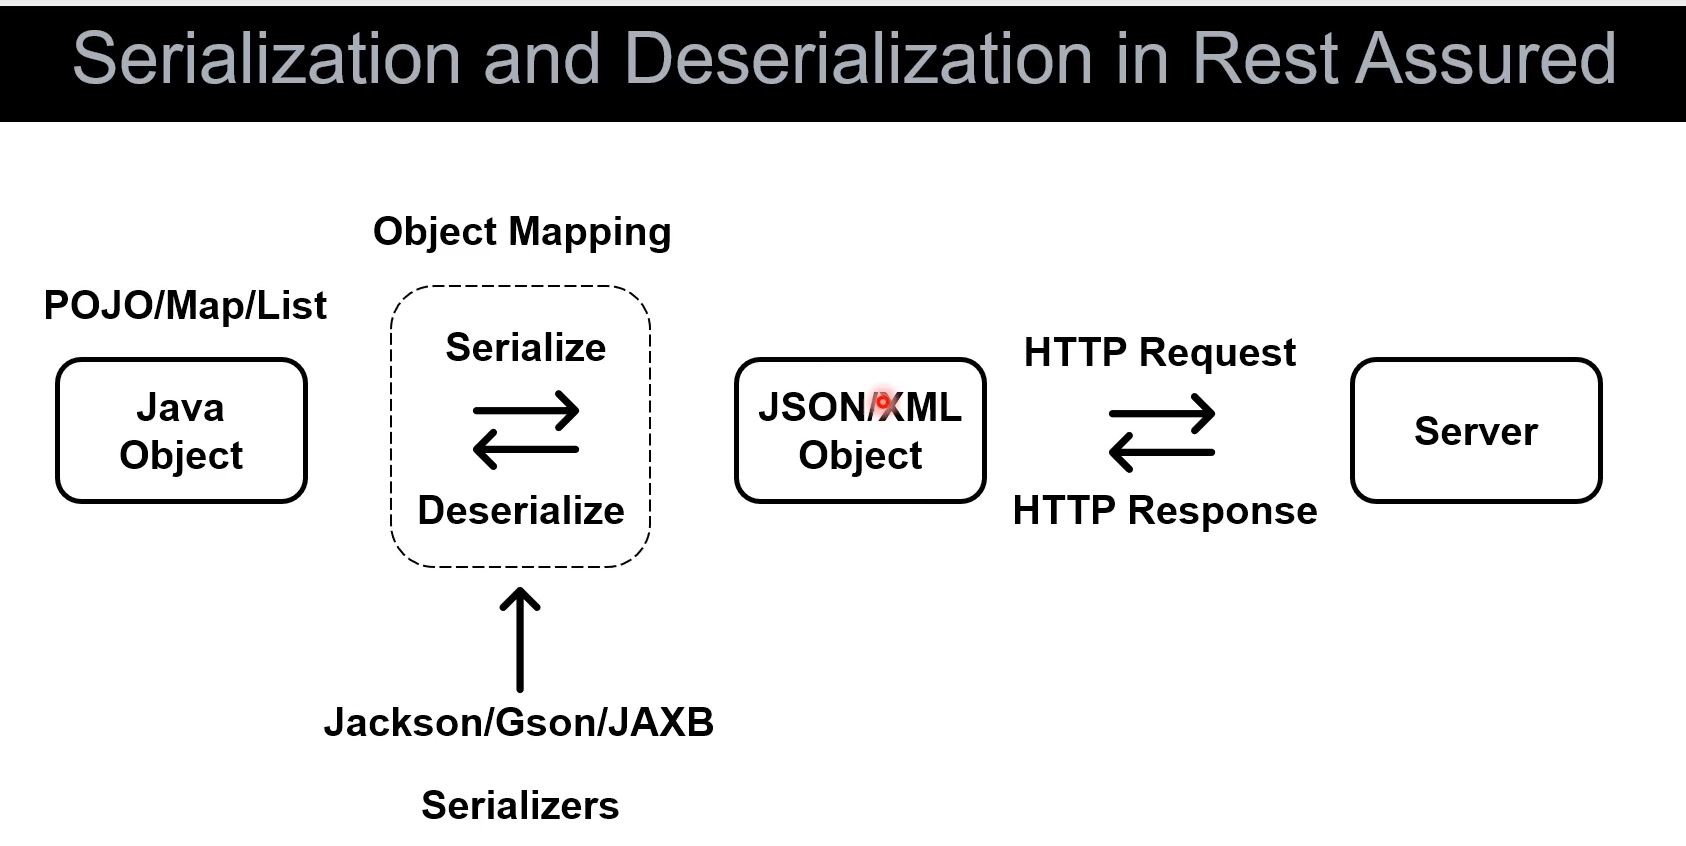 Serialization and Deserialization in Rest Assured
Object Mapping
POJO/Map/List
Serialize
HTTP Request
Java
Object
JSON/XML
Object
Server
Deserialize
HTTP Response
Jackson/Gson/JAXB
Serializers